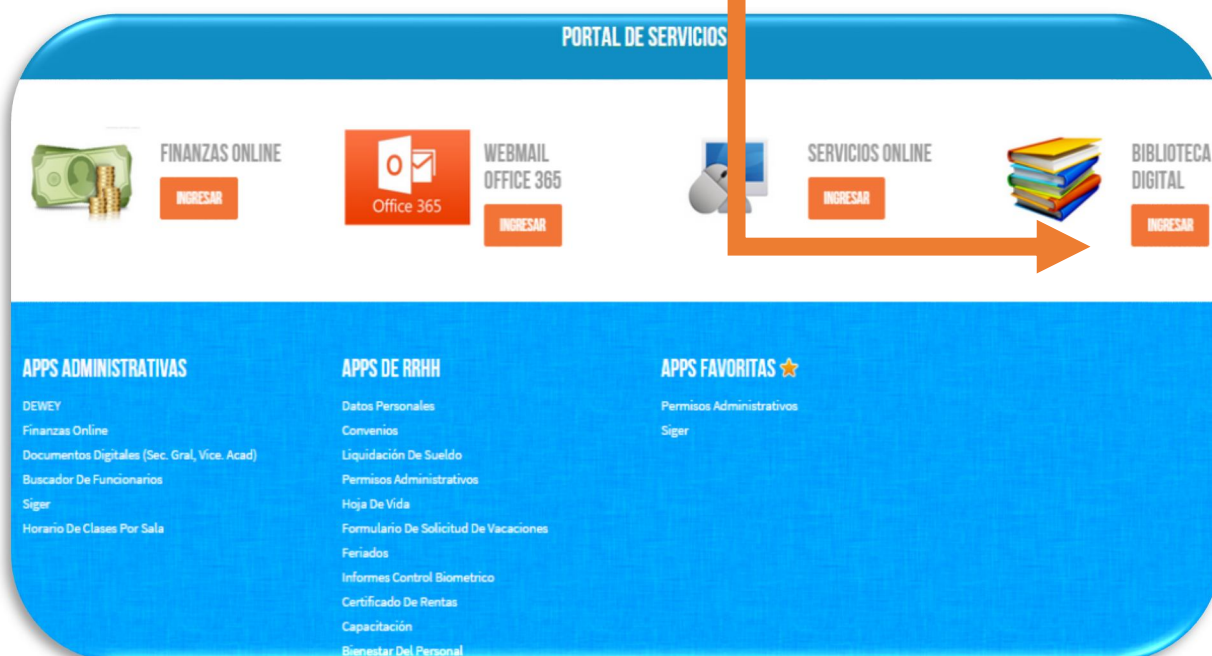 PORTAL DE SERVICIOS
FINANZAS ONLINE
INGRESAR
Office 365
WEBMAIL
OFFICE 365
INGRESAR
SERVICIOS ONLINE
INGRESAR
BIBLIOTECA
DIGITAL
INGRESAR
APPS ADMINISTRATIVAS
DEWEY
Finanzas Online
Documentos Digitales (Sec. Gral, Vice. Acad)
Buscador De Funcionarios
Siger
Horario De Clases Por Sala
APPS DE RRHH
Datos Personales
Convenios
Liquidación De Sueldo
Permisos Administrativos
Hoja De Vida
Formulario De Solicitud De Vacaciones
Feriados
Informes Control Biometrico
Certificado De Rentas
Capacitación
Bienestar Del Personal
APPS FAVORITAS
Permisos Administrativos
Siger